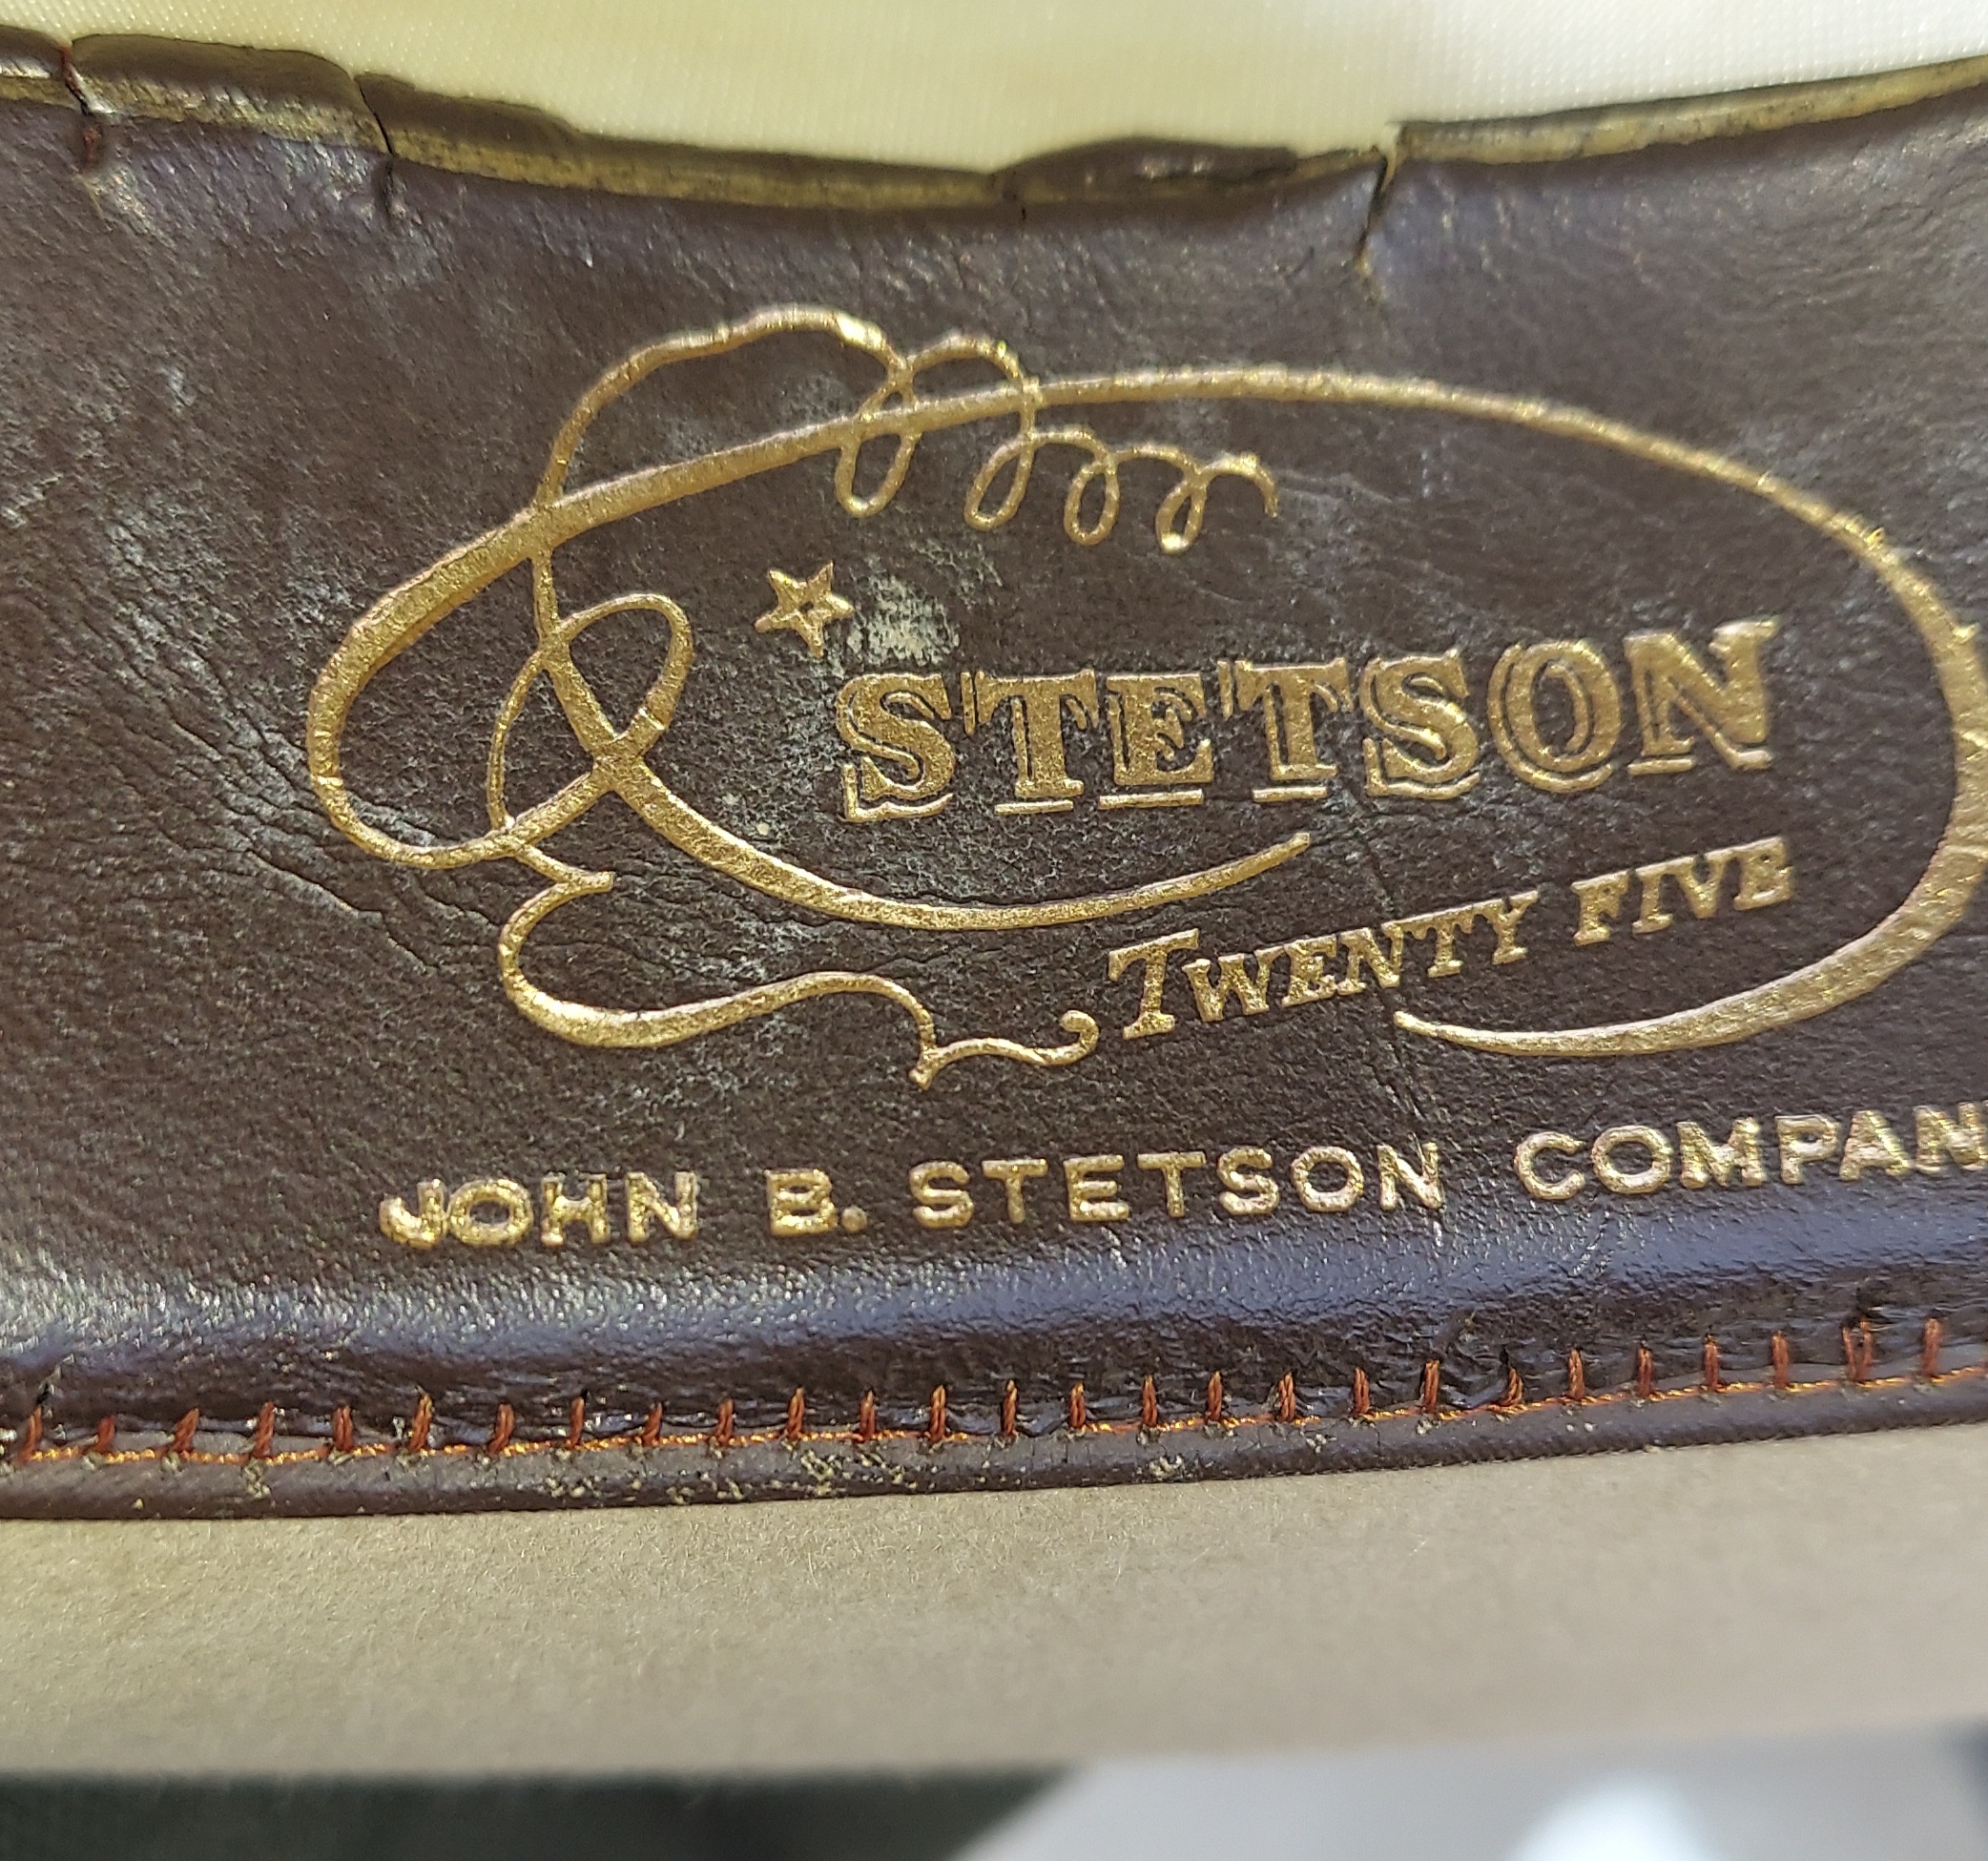 STETSON
TWENTY FIVE
JOHN B. STETSON COMPAN